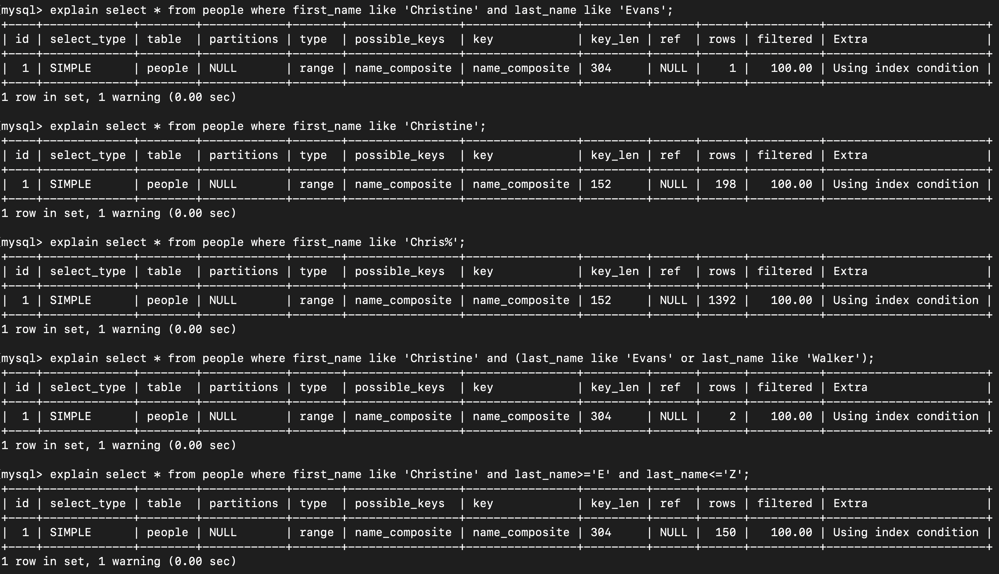 mysql> explain select * from people where first_name like 'Christine' and last_name like 'Evans';
+----+-------------+--------+------------+-------+----------------+----------------+---------+------+------+----------+-----------------------+
| id | select_type | table  | partitions | type  | possible_keys  | key            | key_len | ref  | rows | filtered | Extra                 |
+----+-------------+--------+------------+-------+----------------+----------------+---------+------+------+----------+-----------------------+
|  1 | SIMPLE      | people | NULL       | range | name_composite | name_composite | 304     | NULL |    1 |   100.00 | Using index condition |
+----+-------------+--------+------------+-------+----------------+----------------+---------+------+------+----------+-----------------------+
1 row in set, 1 warning (0.00 sec)

mysql> explain select * from people where first_name like 'Christine';
+----+-------------+--------+------------+-------+----------------+----------------+---------+------+------+----------+-----------------------+
| id | select_type | table  | partitions | type  | possible_keys  | key            | key_len | ref  | rows | filtered | Extra                 |
+----+-------------+--------+------------+-------+----------------+----------------+---------+------+------+----------+-----------------------+
|  1 | SIMPLE      | people | NULL       | range | name_composite | name_composite | 152     | NULL |  198 |   100.00 | Using index condition |
+----+-------------+--------+------------+-------+----------------+----------------+---------+------+------+----------+-----------------------+
1 row in set, 1 warning (0.00 sec)

mysql> explain select * from people where first_name like 'Chris%';
+----+-------------+--------+------------+-------+----------------+----------------+---------+------+------+----------+-----------------------+
| id | select_type | table  | partitions | type  | possible_keys  | key            | key_len | ref  | rows | filtered | Extra                 |
+----+-------------+--------+------------+-------+----------------+----------------+---------+------+------+----------+-----------------------+
|  1 | SIMPLE      | people | NULL       | range | name_composite | name_composite | 152     | NULL | 1392 |   100.00 | Using index condition |
+----+-------------+--------+------------+-------+----------------+----------------+---------+------+------+----------+-----------------------+
1 row in set, 1 warning (0.00 sec)

mysql> explain select * from people where first_name like 'Christine' and (last_name like 'Evans' or last_name like 'Walker');
+----+-------------+--------+------------+-------+----------------+----------------+---------+------+------+----------+-----------------------+
| id | select_type | table  | partitions | type  | possible_keys  | key            | key_len | ref  | rows | filtered | Extra                 |
+----+-------------+--------+------------+-------+----------------+----------------+---------+------+------+----------+-----------------------+
|  1 | SIMPLE      | people | NULL       | range | name_composite | name_composite | 304     | NULL |    2 |   100.00 | Using index condition |
+----+-------------+--------+------------+-------+----------------+----------------+---------+------+------+----------+-----------------------+
1 row in set, 1 warning (0.00 sec)

mysql> explain select * from people where first_name like 'Christine' and last_name>='E' and last_name<='Z';
+----+-------------+--------+------------+-------+----------------+----------------+---------+------+------+----------+-----------------------+
| id | select_type | table  | partitions | type  | possible_keys  | key            | key_len | ref  | rows | filtered | Extra                 |
+----+-------------+--------+------------+-------+----------------+----------------+---------+------+------+----------+-----------------------+
|  1 | SIMPLE      | people | NULL       | range | name_composite | name_composite | 304     | NULL |  150 |   100.00 | Using index condition |
+----+-------------+--------+------------+-------+----------------+----------------+---------+------+------+----------+-----------------------+
1 row in set, 1 warning (0.00 sec)